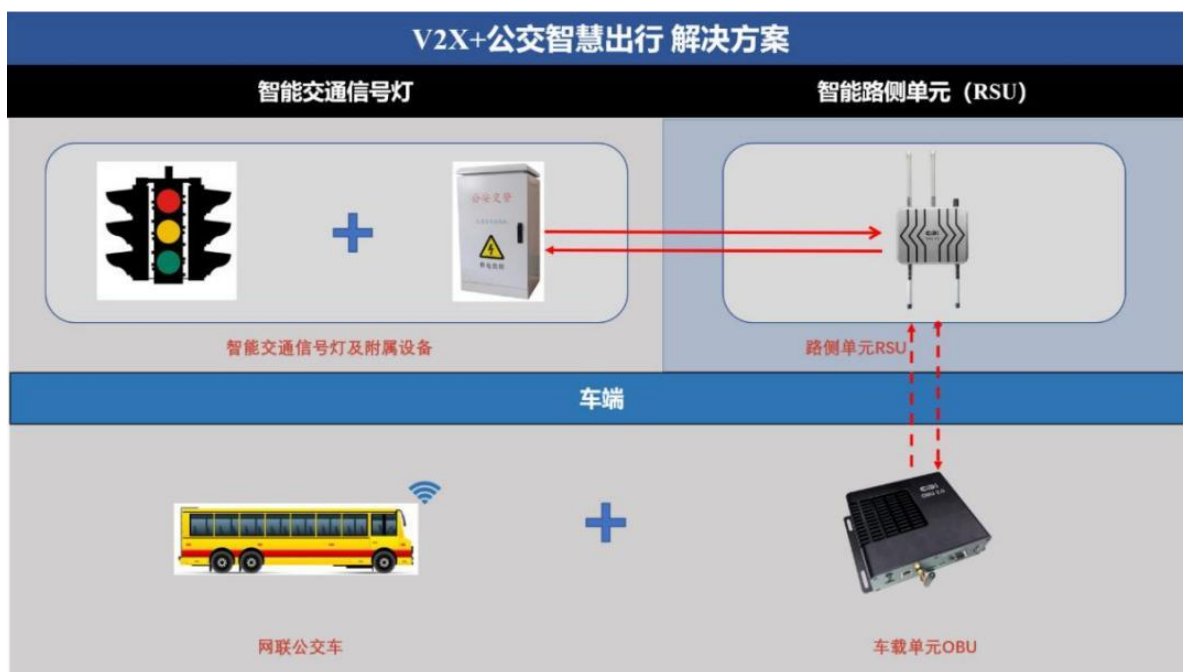 V2X+公交智慧出行 解决方案
智能交通信号灯
智能路侧单元（RSU）
公安交管
智能交通信号灯及附属设备
路侧单元RSU
车端
网联公交车
车载单元OBU